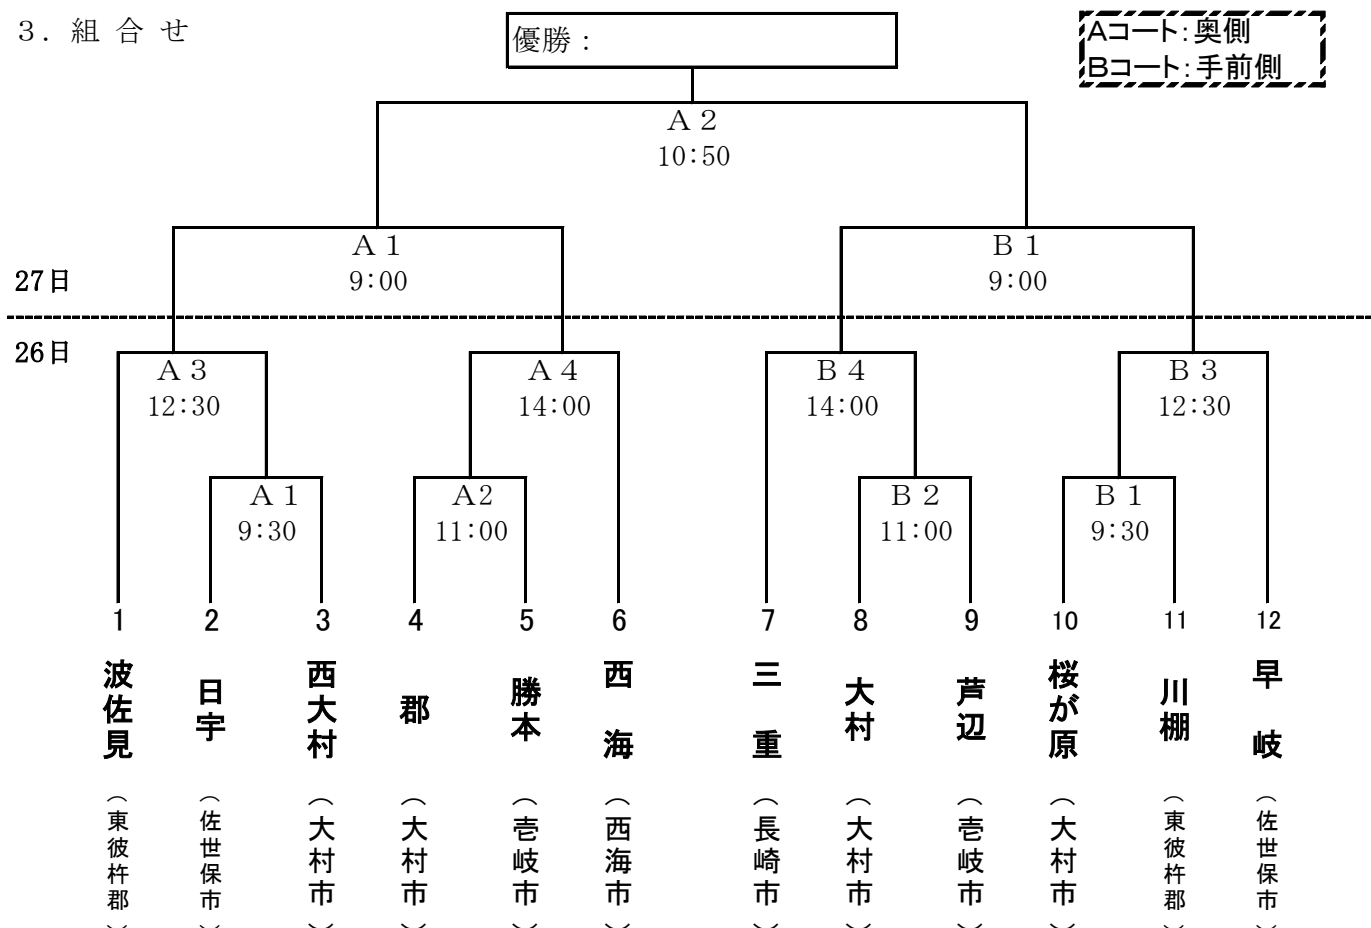 3. 組 合 せ
優勝：
Aコート：奥側
Bコート：手前側
A 2
10:50
A 1
9:00
B 1
9:00
27日
26日
A 3
12:30
A 4
14:00
B 4
14:00
B 3
12:30
A 1
9:30
A2
11:00
B 2
11:00
B 1
9:30
1
2
3
4
5
6
7
8
9
10
11
12
波佐見
日宇
西大村
郡
勝本
西 海
三 重
大村
芦辺
桜が原
川棚
早 岐
（東彼杵郡）
（佐世保市）
（大村市）
（大村市）
（壱岐市）
（西海市）
（長崎市）
（大村市）
（壱岐市）
（大村市）
（東彼杵郡）
（佐世保市）